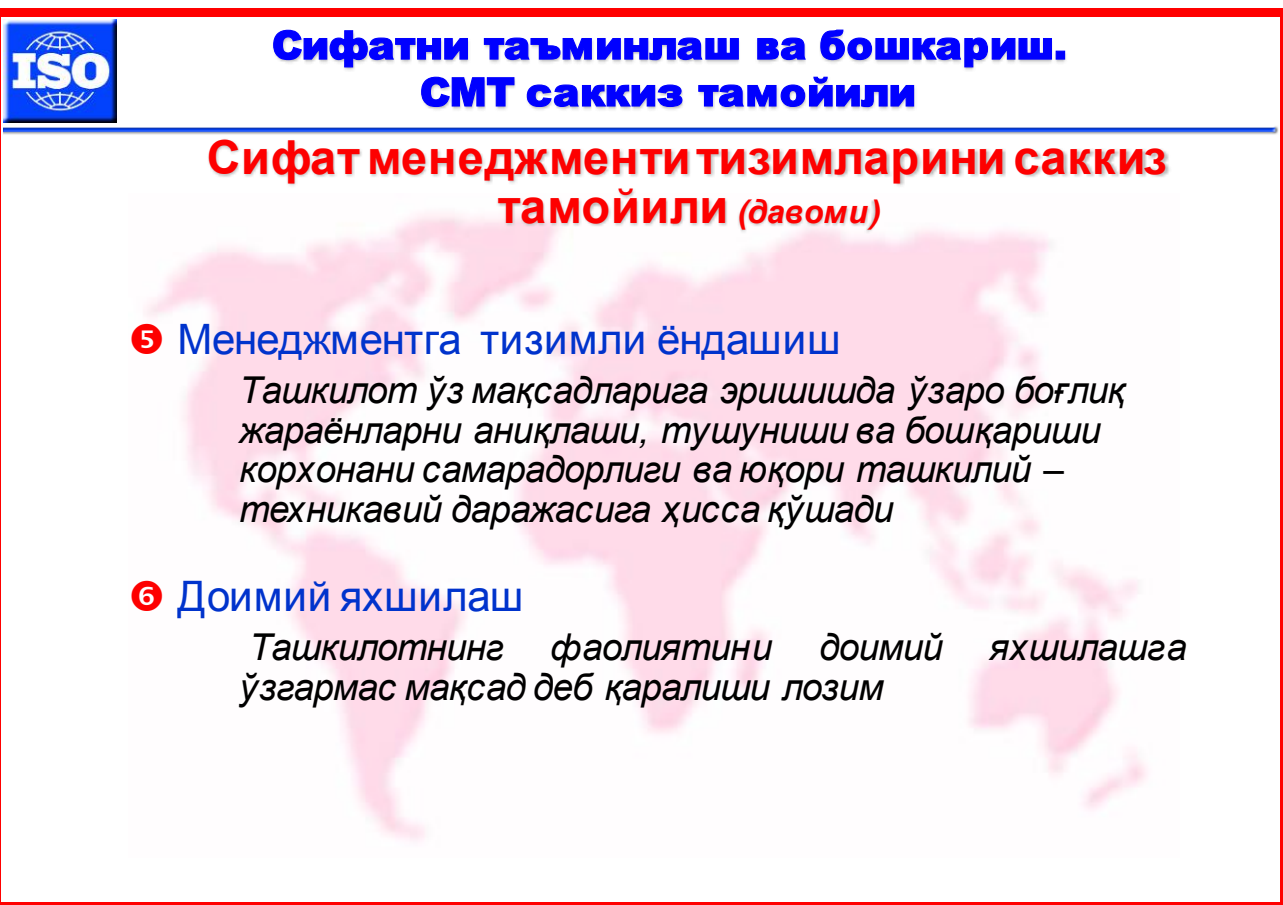 ISO
Сифатни таъминлаш ва бошкариш.
СМТ саккиз тамойили
Сифат менеджменти тизимларини саккиз
тамойили (давоми)
❺ Менеджментга тизимли ёндашиш
Ташкилот ўз мақсадларига эришишда ўзаро боғлиқ
жараёнларни аниқлаши, тушуниши ва бошқариши
корхонани самарадорлиги ва юқори ташкилий –
техникавий даражасига ҳисса қўшади
❻ Доимий яхшилаш
Ташкилотнинг фаолиятини доимий яхшилашга
ўзгармас мақсад деб қаралиши лозим